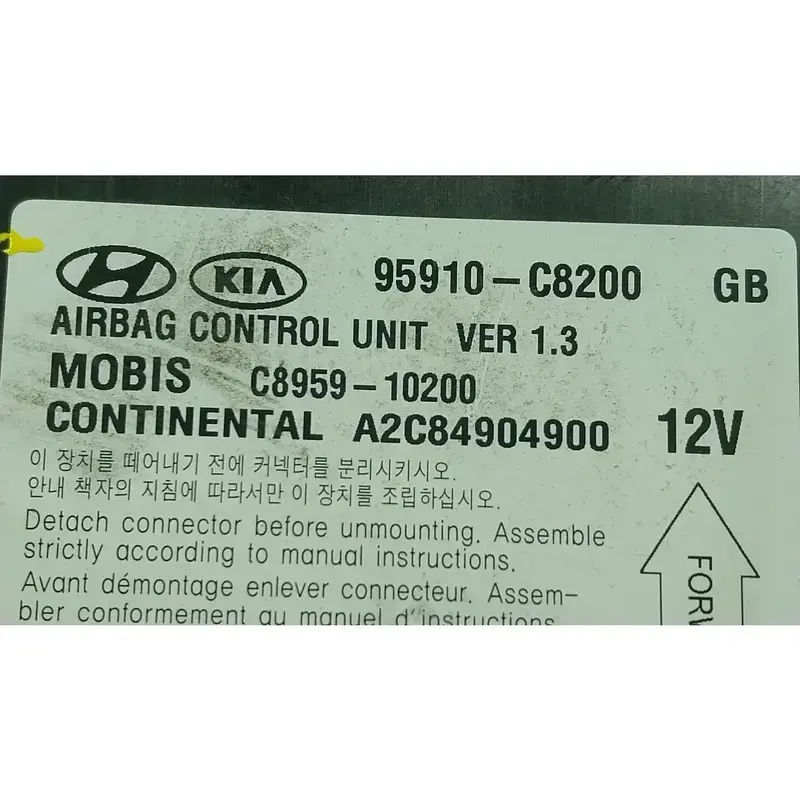 KIA 95910-C8200 GB
AIRBAG CONTROL UNIT VER 1.3
MOBIS C8959-10200
CONTINENTAL A2C84904900 12V
이 장치를 떼어내기 전에 커넥터를 분리시키시오.
안내 책자의 지침에 따라서만 이 장치를 조립하십시오.
Detach connector before unmounting. Assemble
strictly according to manual instructions.
Avant démontage enlever connecteur. Assem-
bler conformement au manuel d'instructions